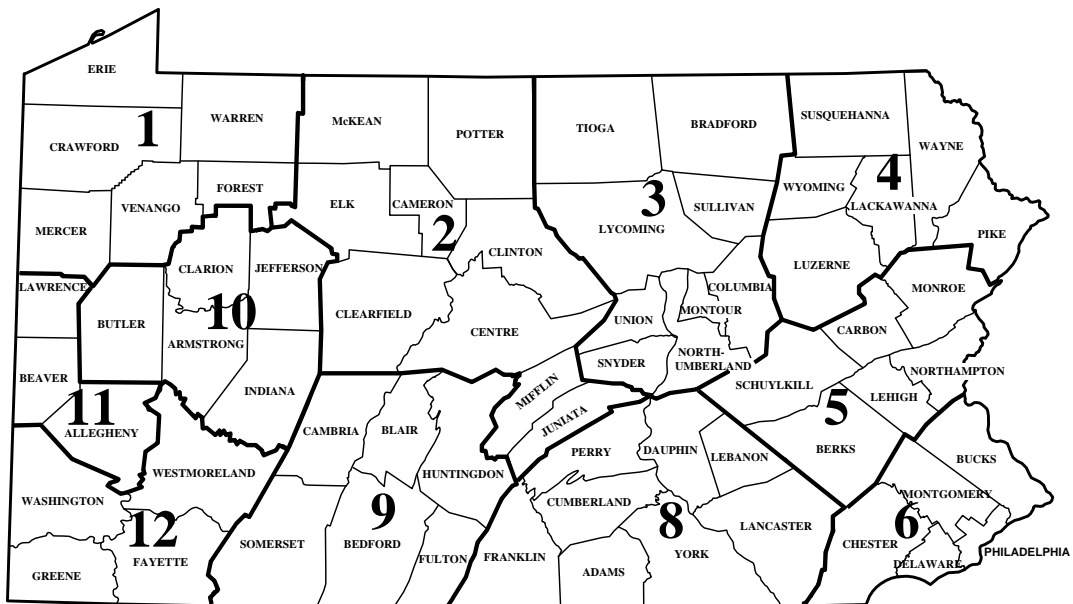 ERIE
WARREN
McKEAN
POTTER
TIOGA
BRADFORD
SUSQUEHANNA
WAYNE
1
CRAWFORD
FOREST
VENANGO
MERCER
ELK
CAMERON
2
CLINTON
3
LYCOMING
SULLIVAN
WYOMING
4
LACKAWANNA
PIKE
LUZERNE
LAWRENCE
CLARION
JEFFERSON
10
BUTLER
ARMSTRONG
CLEARFIELD
CENTRE
UNION
COLUMBIA
MONTOUR
MONROE
CARBON
SNYDER
NORTH-
UMBERLAND
BEAVER
INDIANA
MIFFLIN
JUNIATA
SCHUYLKILL
NORTHAMPTON
LEHIGH
5
11
ALLEGHENY
CAMBRIA
BLAIR
HUNTINGDON
PERRY
DAUPHIN
LEBANON
BERKS
BUCKS
WESTMORELAND
WASHINGTON
12
FAYETTE
GREENE
SOMERSET
9
BEDFORD
FULTON
FRANKLIN
CUMBERLAND
8
YORK
ADAMS
LANCASTER
MONTGOMERY
6
CHESTER
DELAWARE
PHILADELPHIA